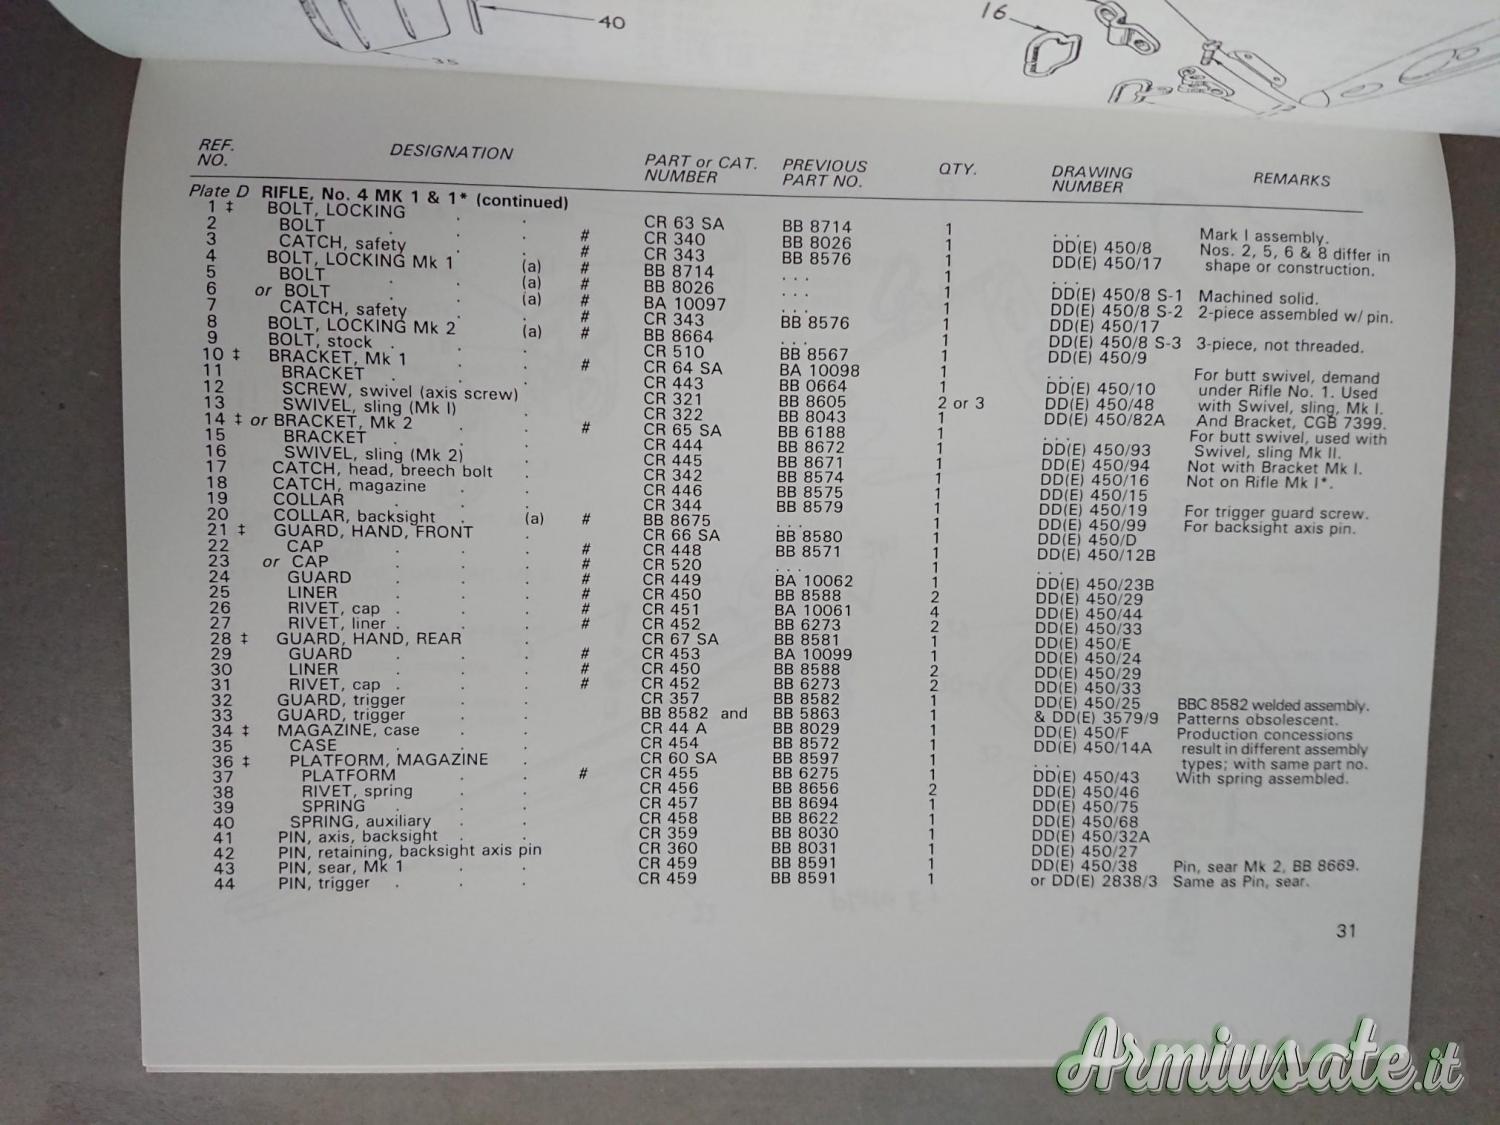 40
35
16
REF. NO. DESIGNATION PART or CAT. NUMBER PREVIOUS PART NO. QTY. DRAWING NUMBER REMARKS
Plate D RIFLE, No. 4 MK 1 & 1* (continued)
1 ‡ BOLT, LOCKING . . CR 63 SA BB 8714 1 . . . Mark I assembly.
2 BOLT . . # CR 340 BB 8026 1 DD(E) 450/8 Nos. 2, 5, 6 & 8 differ in
3 CATCH, safety . . # CR 343 BB 8576 1 DD(E) 450/17 shape or construction.
4 BOLT, LOCKING Mk 1 (a) # BB 8714 . . . 1 . . .
5 BOLT . . (a) # BB 8026 . . . 1 DD(E) 450/8 S-1 Machined solid.
6 or BOLT . . (a) # BA 10097 . . . 1 DD(E) 450/8 S-2 2-piece assembled w/ pin.
7 CATCH, safety . . # CR 343 BB 8576 1 DD(E) 450/17
8 BOLT, LOCKING Mk 2 (a) # BB 8664 . . . 1 DD(E) 450/8 S-3 3-piece, not threaded.
9 BOLT, stock . . . CR 510 BB 8567 1 DD(E) 450/9
10 ‡ BRACKET, Mk 1 . . CR 64 SA BA 10098 1 . . . For butt swivel, demand
11 BRACKET . . . # CR 443 BB 0664 1 DD(E) 450/10 under Rifle No. 1. Used
12 SCREW, swivel (axis screw) CR 321 BB 8605 2 or 3 DD(E) 450/48 with Swivel, sling, Mk I.
13 SWIVEL, sling (Mk I) . CR 322 BB 8043 1 DD(E) 450/82A And Bracket, CGB 7399.
14 ‡ or BRACKET, Mk 2 . . CR 65 SA BB 6188 1 . . . For butt swivel, used with
15 BRACKET . . . # CR 444 BB 8672 1 DD(E) 450/93 Swivel, sling Mk II.
16 SWIVEL, sling (Mk 2) . CR 445 BB 8671 1 DD(E) 450/94 Not with Bracket Mk I.
17 CATCH, head, breech bolt . CR 342 BB 8574 1 DD(E) 450/16 Not on Rifle Mk I*.
18 CATCH, magazine . . CR 446 BB 8575 1 DD(E) 450/15
19 COLLAR . . . CR 344 BB 8579 1 DD(E) 450/19 For trigger guard screw.
20 COLLAR, backsight . (a) # BB 8675 . . . 1 DD(E) 450/99 For backsight axis pin.
21 ‡ GUARD, HAND, FRONT . CR 66 SA BB 8580 1 DD(E) 450/D
22 CAP . . . # CR 448 BB 8571 1 DD(E) 450/12B
23 or CAP . . . # CR 520 . . . 1 . . .
24 GUARD . . . # CR 449 BA 10062 1 DD(E) 450/23B
25 LINER . . . # CR 450 BB 8588 2 DD(E) 450/29
26 RIVET, cap . . . # CR 451 BA 10061 4 DD(E) 450/44
27 RIVET, liner . . . # CR 452 BB 6273 2 DD(E) 450/33
28 ‡ GUARD, HAND, REAR . CR 67 SA BB 8581 1 DD(E) 450/E
29 GUARD . . . # CR 453 BA 10099 1 DD(E) 450/24
30 LINER . . . # CR 450 BB 8588 2 DD(E) 450/29
31 RIVET, cap . . . # CR 452 BB 6273 2 DD(E) 450/33
32 GUARD, trigger . . CR 357 BB 8582 1 DD(E) 450/25 BBC 8582 welded assembly.
33 GUARD, trigger . . BB 8582 and BB 5863 1 & DD(E) 3579/9 Patterns obsolescent.
34 ‡ MAGAZINE, case . . CR 44 A BB 8029 1 DD(E) 450/F Production concessions
35 CASE . . . CR 454 BB 8572 1 DD(E) 450/14A result in different assembly
36 ‡ PLATFORM, MAGAZINE . CR 60 SA BB 8597 1 . . . types; with same part no.
37 PLATFORM . . # CR 455 BB 6275 1 DD(E) 450/43 With spring assembled.
38 RIVET, spring . . CR 456 BB 8656 2 DD(E) 450/46
39 SPRING . . . CR 457 BB 8694 1 DD(E) 450/75
40 SPRING, auxiliary . . CR 458 BB 8622 1 DD(E) 450/68
41 PIN, axis, backsight . . CR 359 BB 8030 1 DD(E) 450/32A
42 PIN, retaining, backsight axis pin CR 360 BB 8031 1 DD(E) 450/27
43 PIN, sear, Mk 1 . . CR 459 BB 8591 1 DD(E) 450/38 Pin, sear Mk 2, BB 8669.
44 PIN, trigger . . . CR 459 BB 8591 1 or DD(E) 2838/3 Same as Pin, sear.
31
Armiusate.it